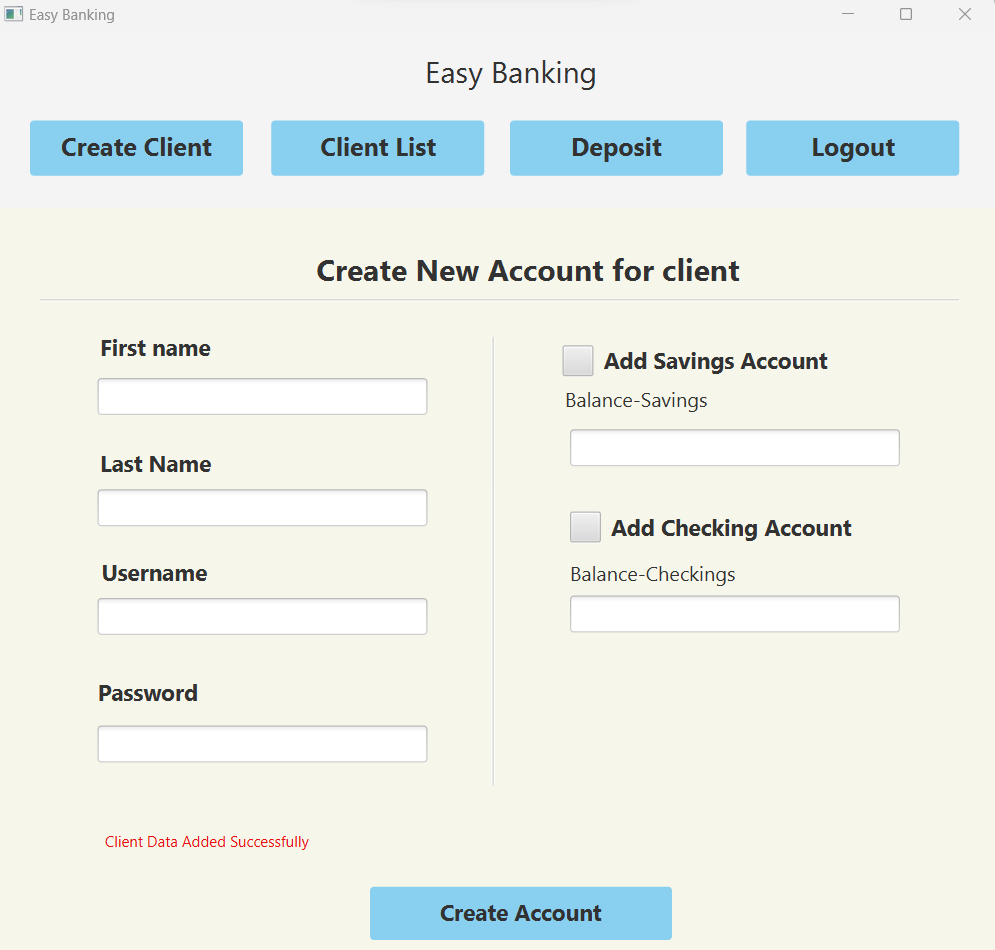 Easy Banking
Easy Banking
Create Client Client List Deposit Logout
Create New Account for client
First name
Last Name
Username
Password
Add Savings Account
Balance-Savings
Add Checking Account
Balance-Checkings
Client Data Added Successfully
Create Account